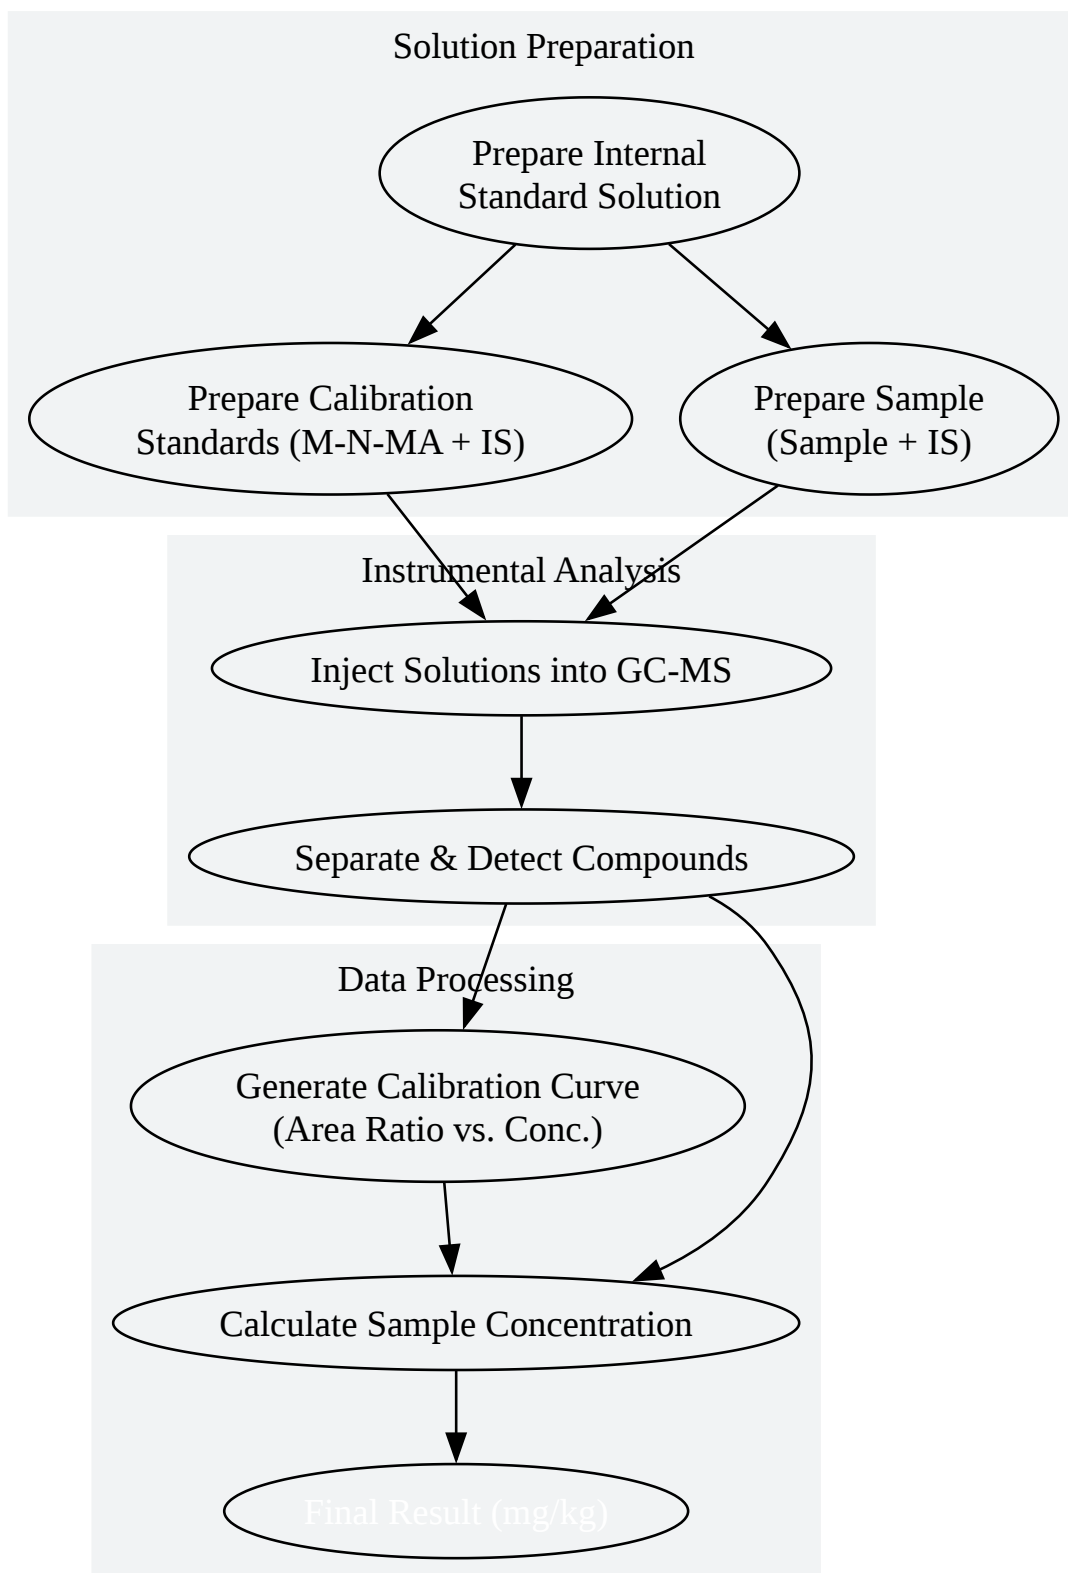 Solution Preparation
Prepare Internal
Standard Solution
Prepare Calibration
Standards (M-N-MA + IS)
Prepare Sample
(Sample + IS)
Instrumental Analysis
Inject Solutions into GC-MS
Separate & Detect Compounds
Data Processing
Generate Calibration Curve
(Area Ratio vs. Conc.)
Calculate Sample Concentration
Final Result (mg/kg)